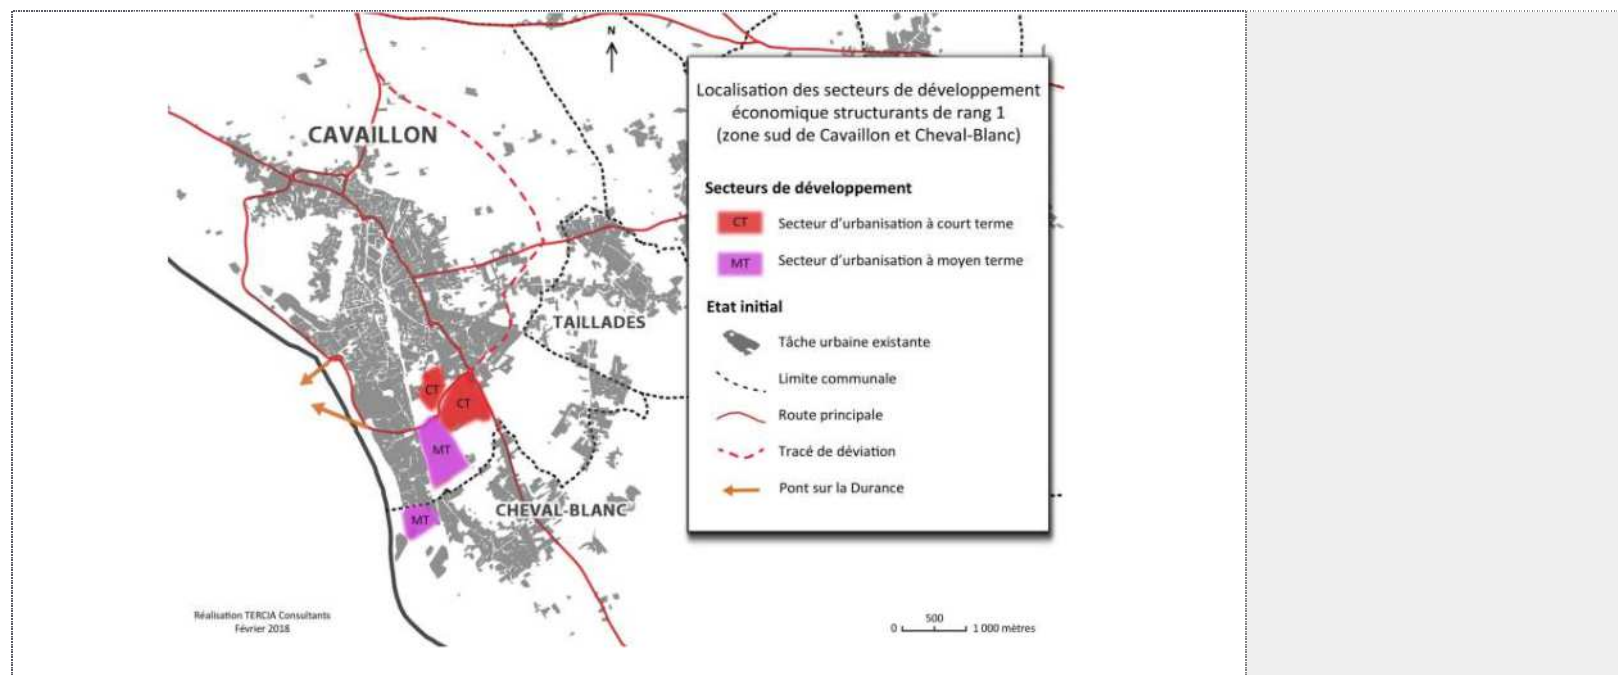 N
CAVAILLON
TAILLADES
CHEVAL-BLANC
CT
CT
MT
MT
Localisation des secteurs de développement
économique structurants de rang 1
(zone sud de Cavaillon et Cheval-Blanc)
Secteurs de développement
CT Secteur d'urbanisation à court terme
MT Secteur d'urbanisation à moyen terme
Etat initial
Tâche urbaine existante
Limite communale
Route principale
Tracé de déviation
Pont sur la Durance
Réalisation TERCIA Consultants
Février 2018
0 500 1 000 mètres